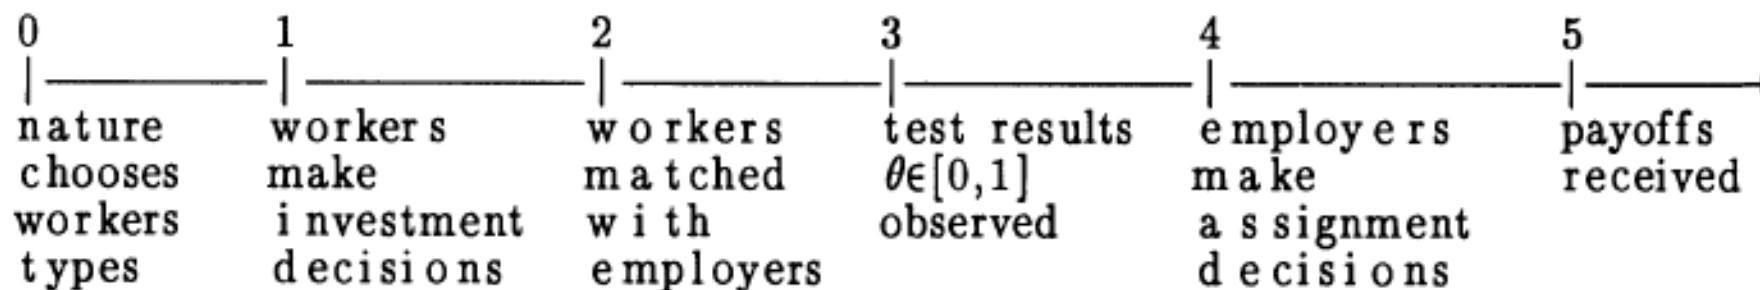 0 1 2 3 4 5
nature workers workers test results employers payoffs
chooses make matched θ∈[0,1] make received
workers investment with observed assignment
types decisions employers decisions